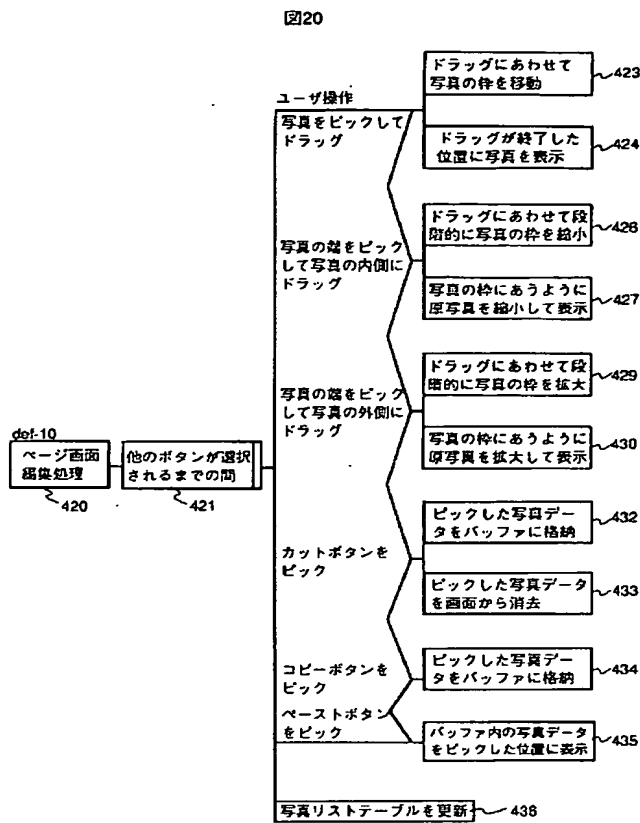 図20
ユーザ操作
写真をピックして
ドラッグ
ドラッグにあわせて
写真の枠を移動
423
ドラッグが終了した
位置に写真を表示
424
写真の端をピック
して写真の内側に
ドラッグ
ドラッグにあわせて段
階的に写真の枠を縮小
426
写真の枠にあうように
原写真を縮小して表示
427
写真の端をピック
して写真の外側に
ドラッグ
ドラッグにあわせて段
階的に写真の枠を拡大
429
写真の枠にあうように
原写真を拡大して表示
430
def-10
ページ画面
編集処理
420
他のボタンが選択
されるまでの間
421
カットボタンを
ピック
ピックした写真デー
タをバッファに格納
432
ピックした写真データ
を画面から消去
433
コピーボタンを
ピック
ピックした写真デー
タをバッファに格納
434
ペーストボタン
をピック
バッファ内の写真データ
をピックした位置に表示
435
写真リストテーブルを更新
436